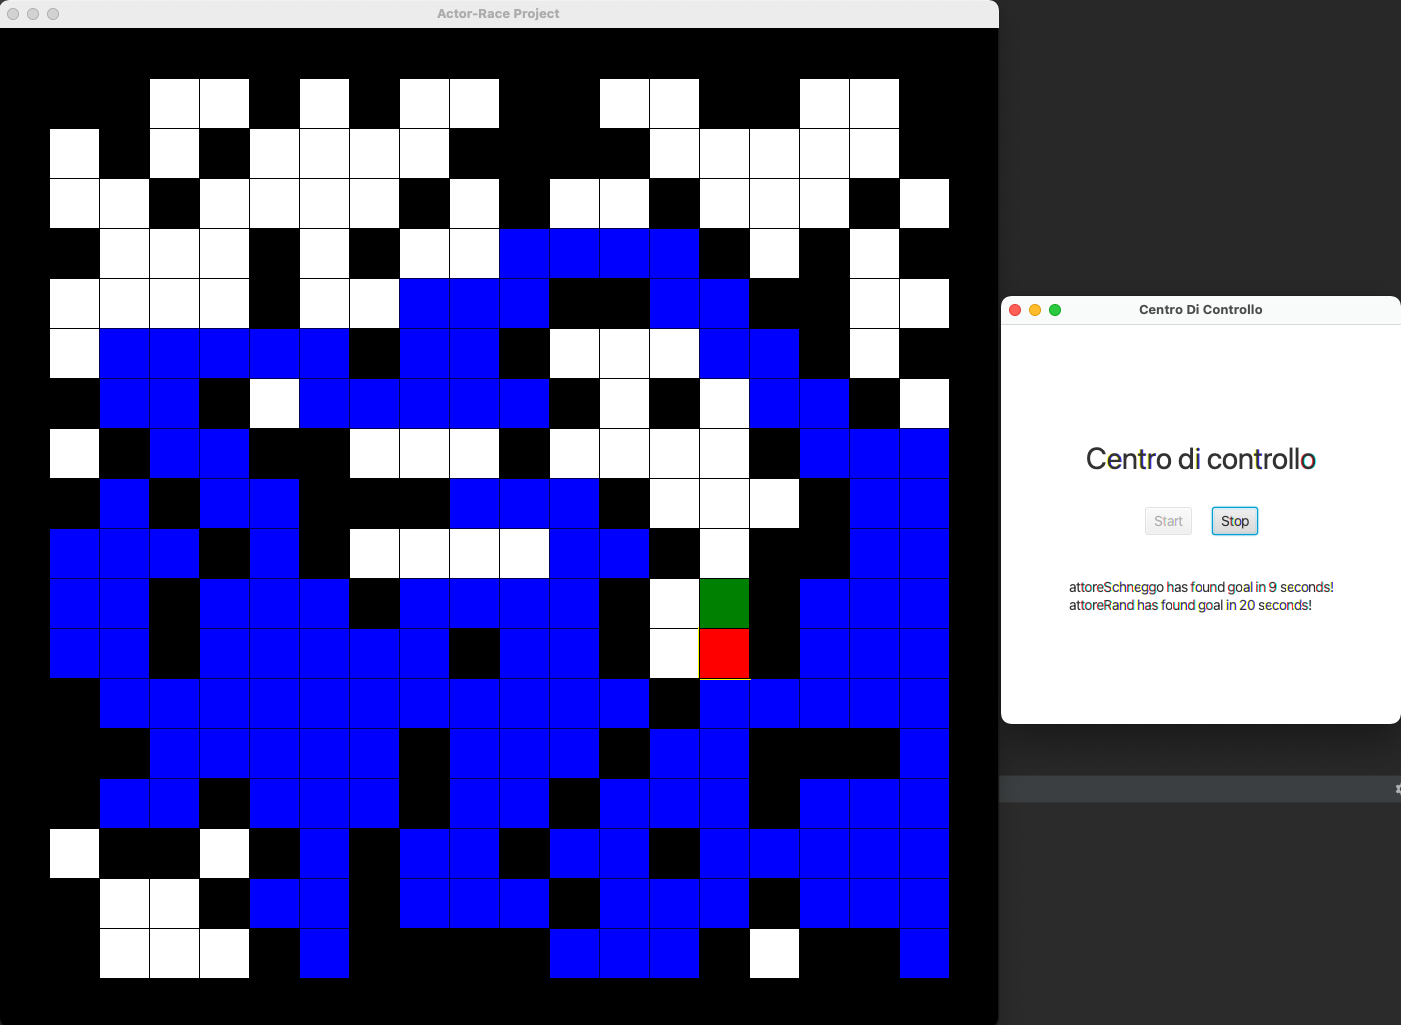 Actor-Race Project
Centro Di Controllo
Centro di controllo
Start
Stop
attoreSchneggo has found goal in 9 seconds!
attoreRand has found goal in 20 seconds!